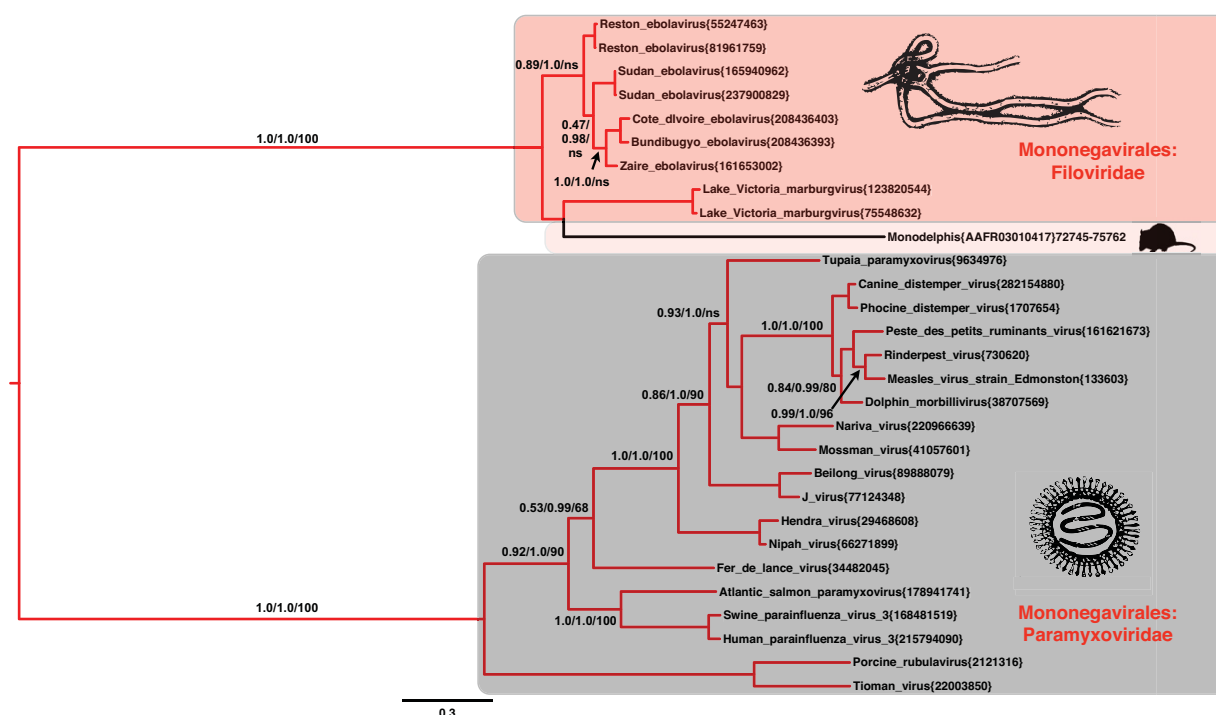 Reston_ebolavirus{55247463}
Reston_ebolavirus{81961759}
0.89/1.0/ns
Sudan_ebolavirus{165940962}
Sudan_ebolavirus{237900829}
Cote_dIvoire_ebolavirus{208436403}
0.47/
0.98/
ns
Bundibugyo_ebolavirus{208436393}
1.0/1.0/100
Mononegavirales:
Filoviridae
Zaire_ebolavirus{161653002}
1.0/1.0/ns
Lake_Victoria_marburgvirus{123820544}
Lake_Victoria_marburgvirus{75548632}
Monodelphis{AAFR03010417}72745-75762
Tupaia_paramyxovirus{9634976}
Canine_distemper_virus{282154880}
Phocine_distemper_virus{1707654}
0.93/1.0/ns
1.0/1.0/100
Peste_des_petits_ruminants_virus{161621673}
Rinderpest_virus{730620}
Measles_virus_strain_Edmonston{133603}
0.84/0.99/80
0.86/1.0/90
Dolphin_morbillivirus{38707569}
0.99/1.0/96
Nariva_virus{220966639}
Mossman_virus{41057601}
1.0/1.0/100
Beilong_virus{89888079}
J_virus{77124348}
0.53/0.99/68
Hendra_virus{29468608}
Nipah_virus{66271899}
0.92/1.0/90
Fer_de_lance_virus{34482045}
Atlantic_salmon_paramyxovirus{178941741}
1.0/1.0/100
Swine_parainfluenza_virus_3{168481519}
1.0/1.0/100
Mononegavirales:
Paramyxoviridae
Human_parainfluenza_virus_3{215794090}
Porcine_rubulavirus{2121316}
Tioman_virus{22003850}
0.3